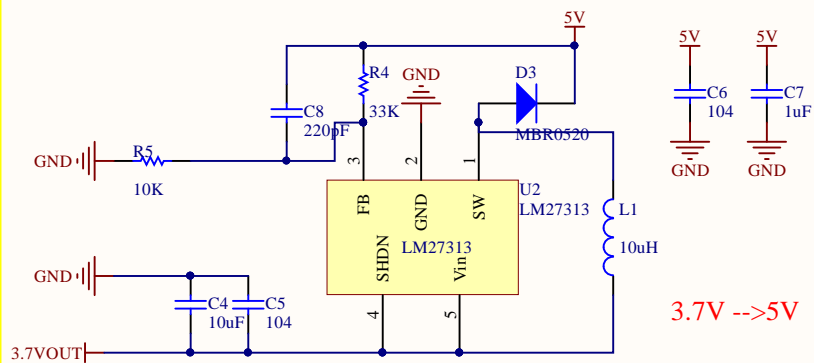 5V
5V
5V
R4
GND
D3
33K
C8
220pF
MBR0520
C6
104
C7
1uF
GND
GND
GND
R5
10K
3
2
1
FB
GND
SW
U2
LM27313
LM27313
SHDN
Vin
4
5
L1
10uH
GND
C4
10uF
C5
104
3.7V -->5V
3.7VOUT